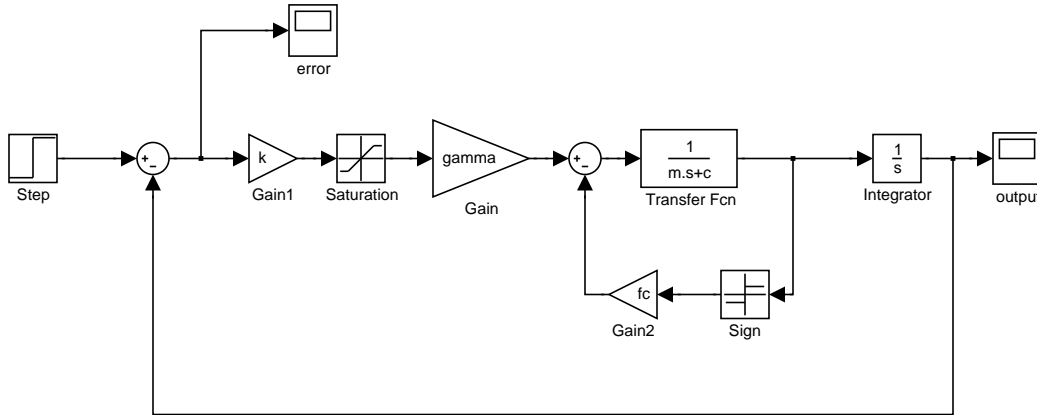 error
Step
+
−
k
Gain1
Saturation
gamma
Gain
+
−
1
m.s+c
Transfer Fcn
1
s
Integrator
output
fc
Gain2
Sign